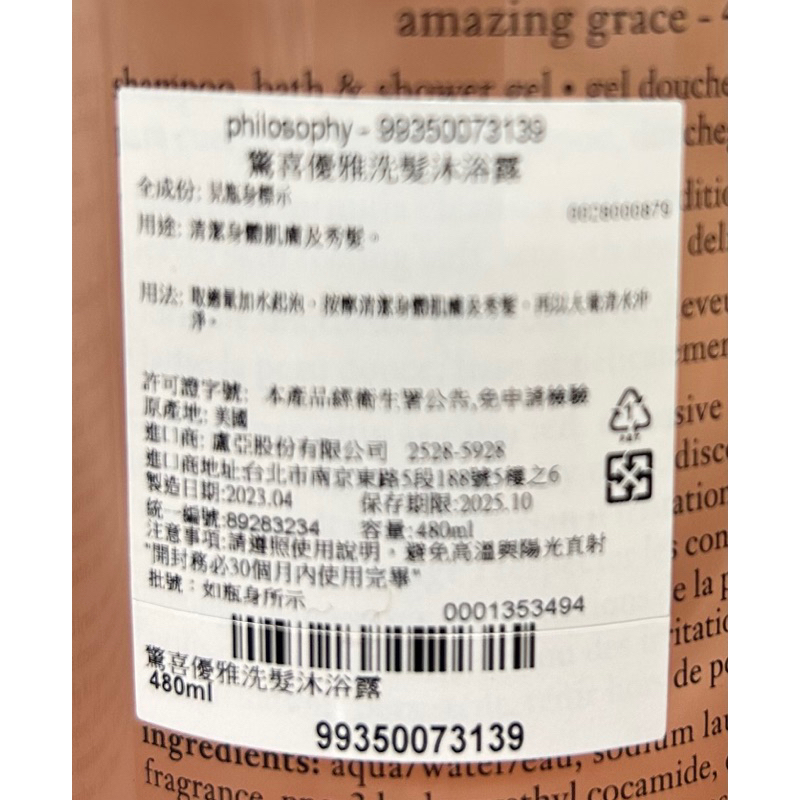 amazing grace -
shampoo, bath & shower gel • gel douche
philosophy - 99350073139
驚喜優雅洗髮沐浴露
全成份: 見瓶身標示
0028000879
用途: 清潔身體肌膚及秀髮。
用法: 取適量加水起泡，按摩清潔身體肌膚及秀髮，再以大量清水沖
淨。
許可證字號: 本產品經衛生署公告,免申請檢驗
原產地: 美國
進口商: 盧亞股份有限公司 2528-5928
進口商地址:台北市南京東路5段188號5樓之6
製造日期:2023.04 保存期限:2025.10
統一編號:89283234 容量:480ml
注意事項:請遵照使用說明，避免高溫與陽光直射
"開封務必30個月內使用完畢"
批號：如瓶身所示
0001353494
驚喜優雅洗髮沐浴露
480ml
99350073139
ingredients: aqua/water/eau, sodium
fragrance, cocamide,